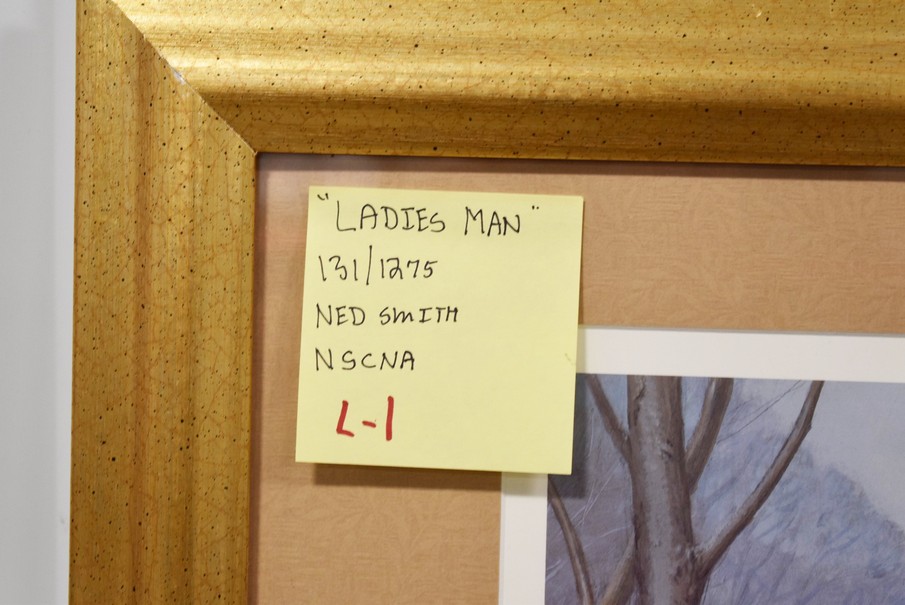 "LADIES MAN"
131/1275
NED SMITH
NSCNA
L-1